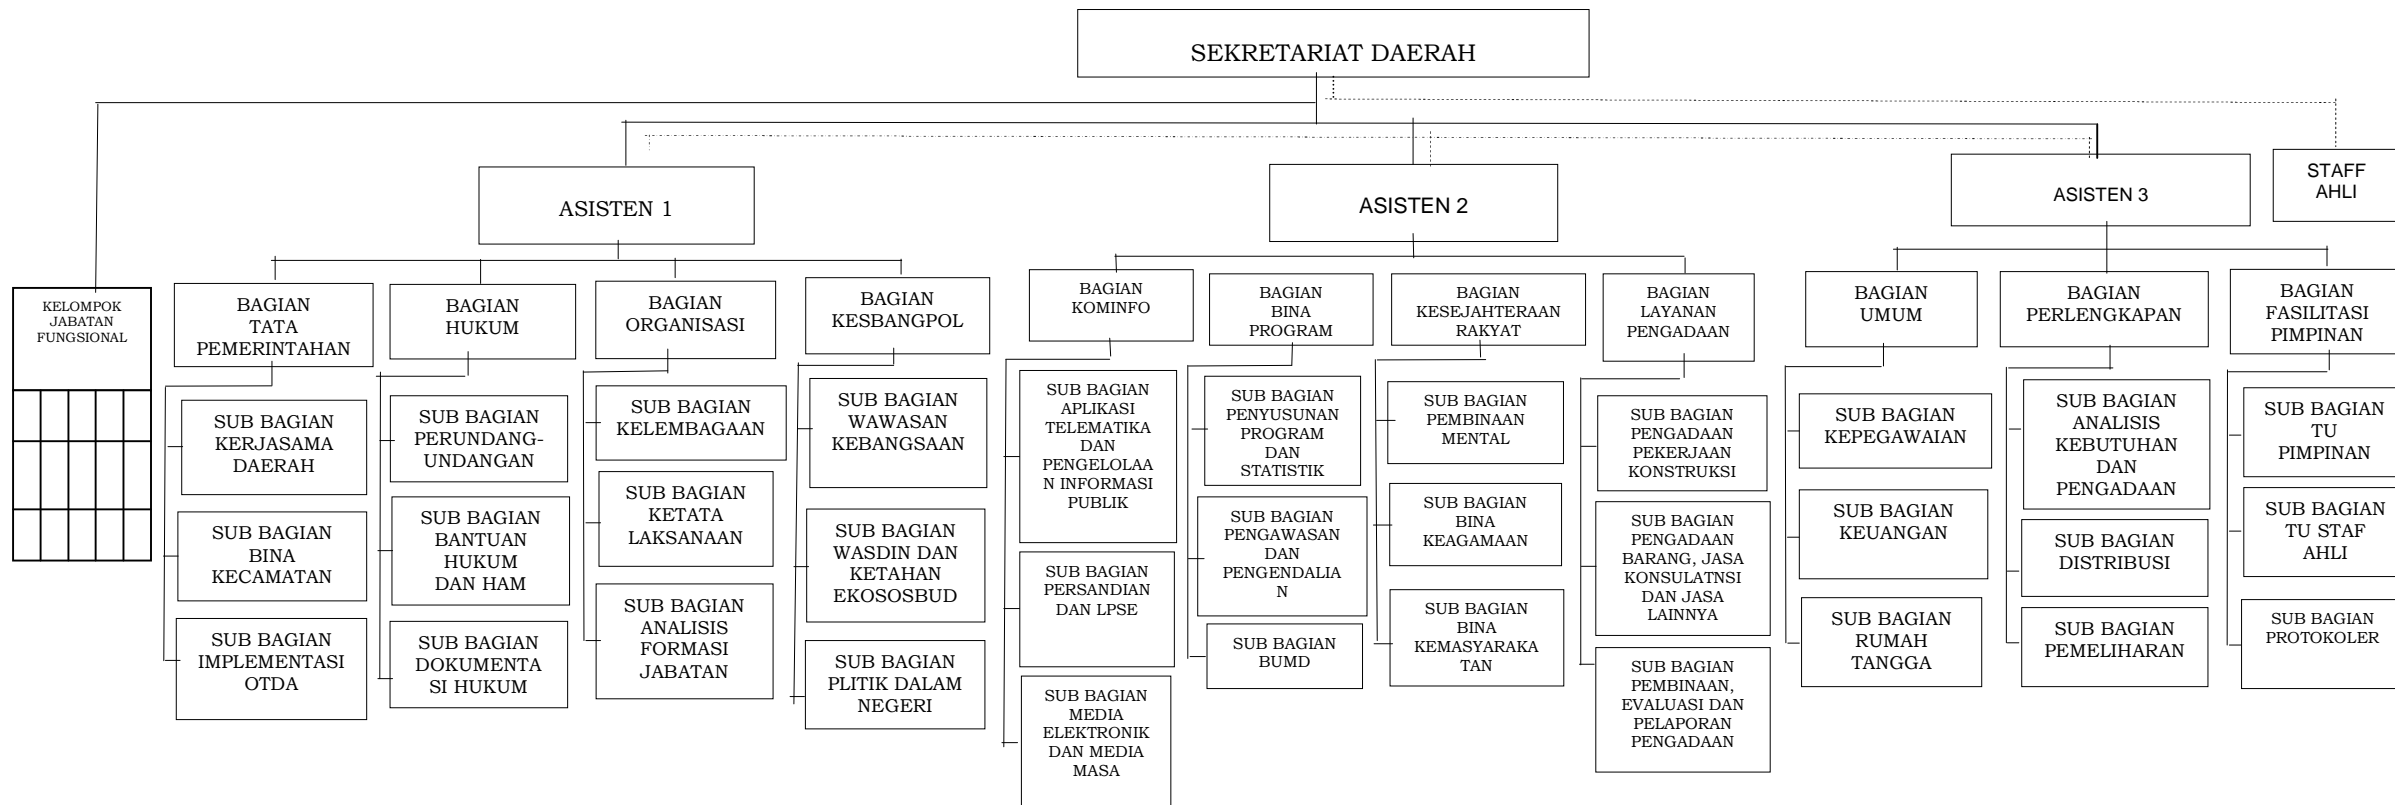 SEKRETARIAT DAERAH
STAFF
AHLI
ASISTEN 1
ASISTEN 2
ASISTEN 3
KELOMPOK
JABATAN
FUNGSIONAL
BAGIAN
TATA
PEMERINTAHAN
BAGIAN
HUKUM
BAGIAN
ORGANISASI
BAGIAN
KESBANGPOL
BAGIAN
KOMINFO
BAGIAN
BINA
PROGRAM
BAGIAN
KESEJAHTERAAN
RAKYAT
BAGIAN
LAYANAN
PENGADAAN
BAGIAN
UMUM
BAGIAN
PERLENGKAPAN
BAGIAN
FASILITASI
PIMPINAN
SUB BAGIAN
KERJASAMA
DAERAH
SUB BAGIAN
BINA
KECAMATAN
SUB BAGIAN
IMPLEMENTASI
OTDA
SUB BAGIAN
PERUNDANG-
UNDANGAN
SUB BAGIAN
BANTUAN
HUKUM
DAN HAM
SUB BAGIAN
DOKUMENTA
SI HUKUM
SUB BAGIAN
KELEMBAGAAN
SUB BAGIAN
KETATA
LAKSANAAN
SUB BAGIAN
ANALISIS
FORMASI
JABATAN
SUB BAGIAN
WAWASAN
KEBANGSAAN
SUB BAGIAN
WASDIN DAN
KETAHAN
EKOSOSBUD
SUB BAGIAN
PLITIK DALAM
NEGERI
SUB BAGIAN
APLIKASI
TELEMATIKA
DAN
PENGELOLAA
N INFORMASI
PUBLIK
SUB BAGIAN
PERSANDIAN
DAN LPSE
SUB BAGIAN
MEDIA
ELEKTRONIK
DAN MEDIA
MASA
SUB BAGIAN
PENYUSUNAN
PROGRAM
DAN
STATISTIK
SUB BAGIAN
PENGAWASAN
DAN
PENGENDALIA
N
SUB BAGIAN
BUMD
SUB BAGIAN
PEMBINAAN
MENTAL
SUB BAGIAN
BINA
KEAGAMAAN
SUB BAGIAN
BINA
KEMASYARAKA
TAN
SUB BAGIAN
PENGADAAN
PEKERJAAN
KONSTRUKSI
SUB BAGIAN
PENGADAAN
BARANG, JASA
KONSULATNSI
DAN JASA
LAINNYA
SUB BAGIAN
PEMBINAAN,
EVALUASI DAN
PELAPORAN
PENGADAAN
SUB BAGIAN
KEPEGAWAIAN
SUB BAGIAN
KEUANGAN
SUB BAGIAN
RUMAH
TANGGA
SUB BAGIAN
ANALISIS
KEBUTUHAN
DAN
PENGADAAN
SUB BAGIAN
DISTRIBUSI
SUB BAGIAN
PEMELIHARAN
SUB BAGIAN
TU
PIMPINAN
SUB BAGIAN
TU STAF
AHLI
SUB BAGIAN
PROTOKOLER